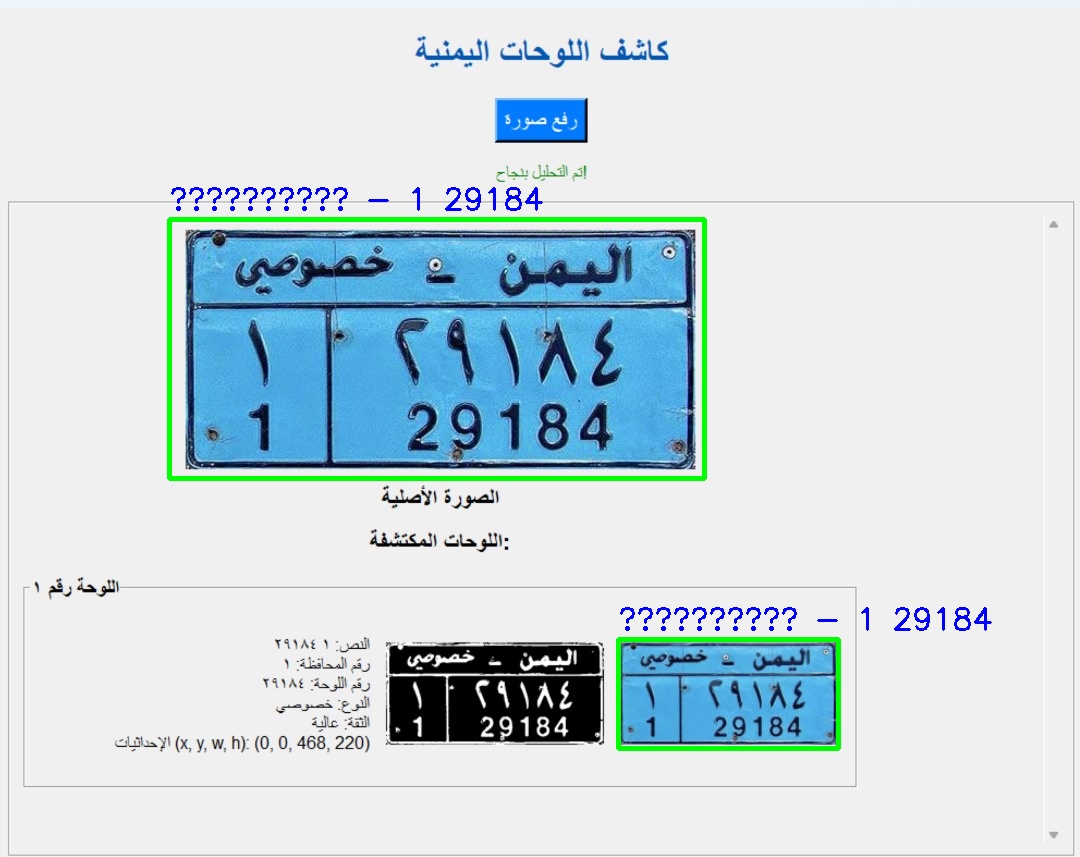 كاشف اللوحات اليمنية
رفع صورة
!تم التحليل بنجاح
?????????? - 1 29184
اليمن - خصوصي
١ ٢٩١٨٤
1 29184
الصورة الأصلية
اللوحات المكتشفة:
اللوحة رقم ١
?????????? - 1 29184
اليمن - خصوصي
١ ٢٩١٨٤
1 29184
اليمن - خصوصي
١ ٢٩١٨٤
1 29184
النص: ١ ٢٩١٨٤
رقم المحافظة: ١
رقم اللوحة: ٢٩١٨٤
النوع: خصوصي
الثقة: عالية
الإحداثيات (x, y, w, h): (0, 0, 468, 220)